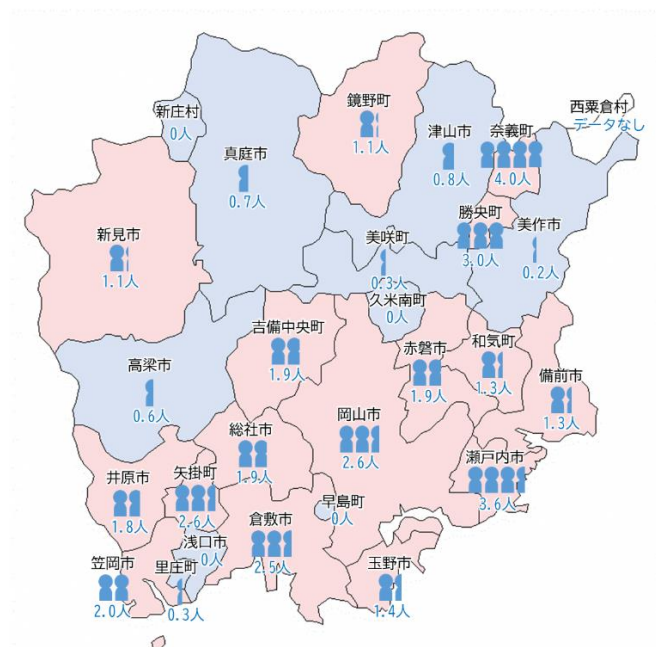 西粟倉村
データなし
新庄村
0人
鏡野町
1.1人
津山市
0.8人
奈義町
4.0人
真庭市
0.7人
勝央町
3.0人
美作市
0.2人
新見市
1.1人
美咲町
0.3人
久米南町
0人
吉備中央町
1.9人
赤磐市
1.9人
和気町
1.3人
備前市
1.3人
高梁市
0.6人
岡山市
2.6人
総社市
1.9人
瀬戸内市
3.6人
井原市
1.8人
矢掛町
2.6人
早島町
0人
倉敷市
2.5人
浅口市
0人
笠岡市
2.0人
里庄町
0.3人
玉野市
1.4人